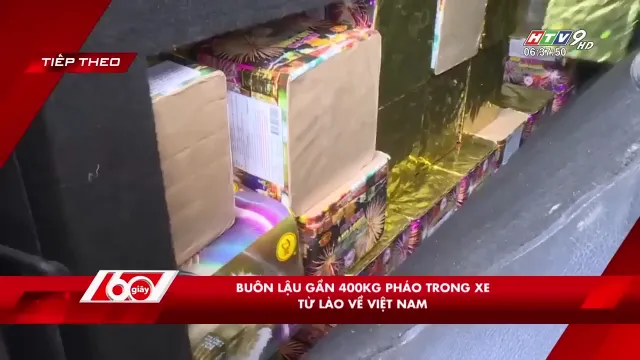 TIẾP THEO
HTV9HD
06:37:50
60 giây
BUÔN LẬU GẦN 400KG PHÁO TRONG XE
TỪ LÀO VỀ VIỆT NAM